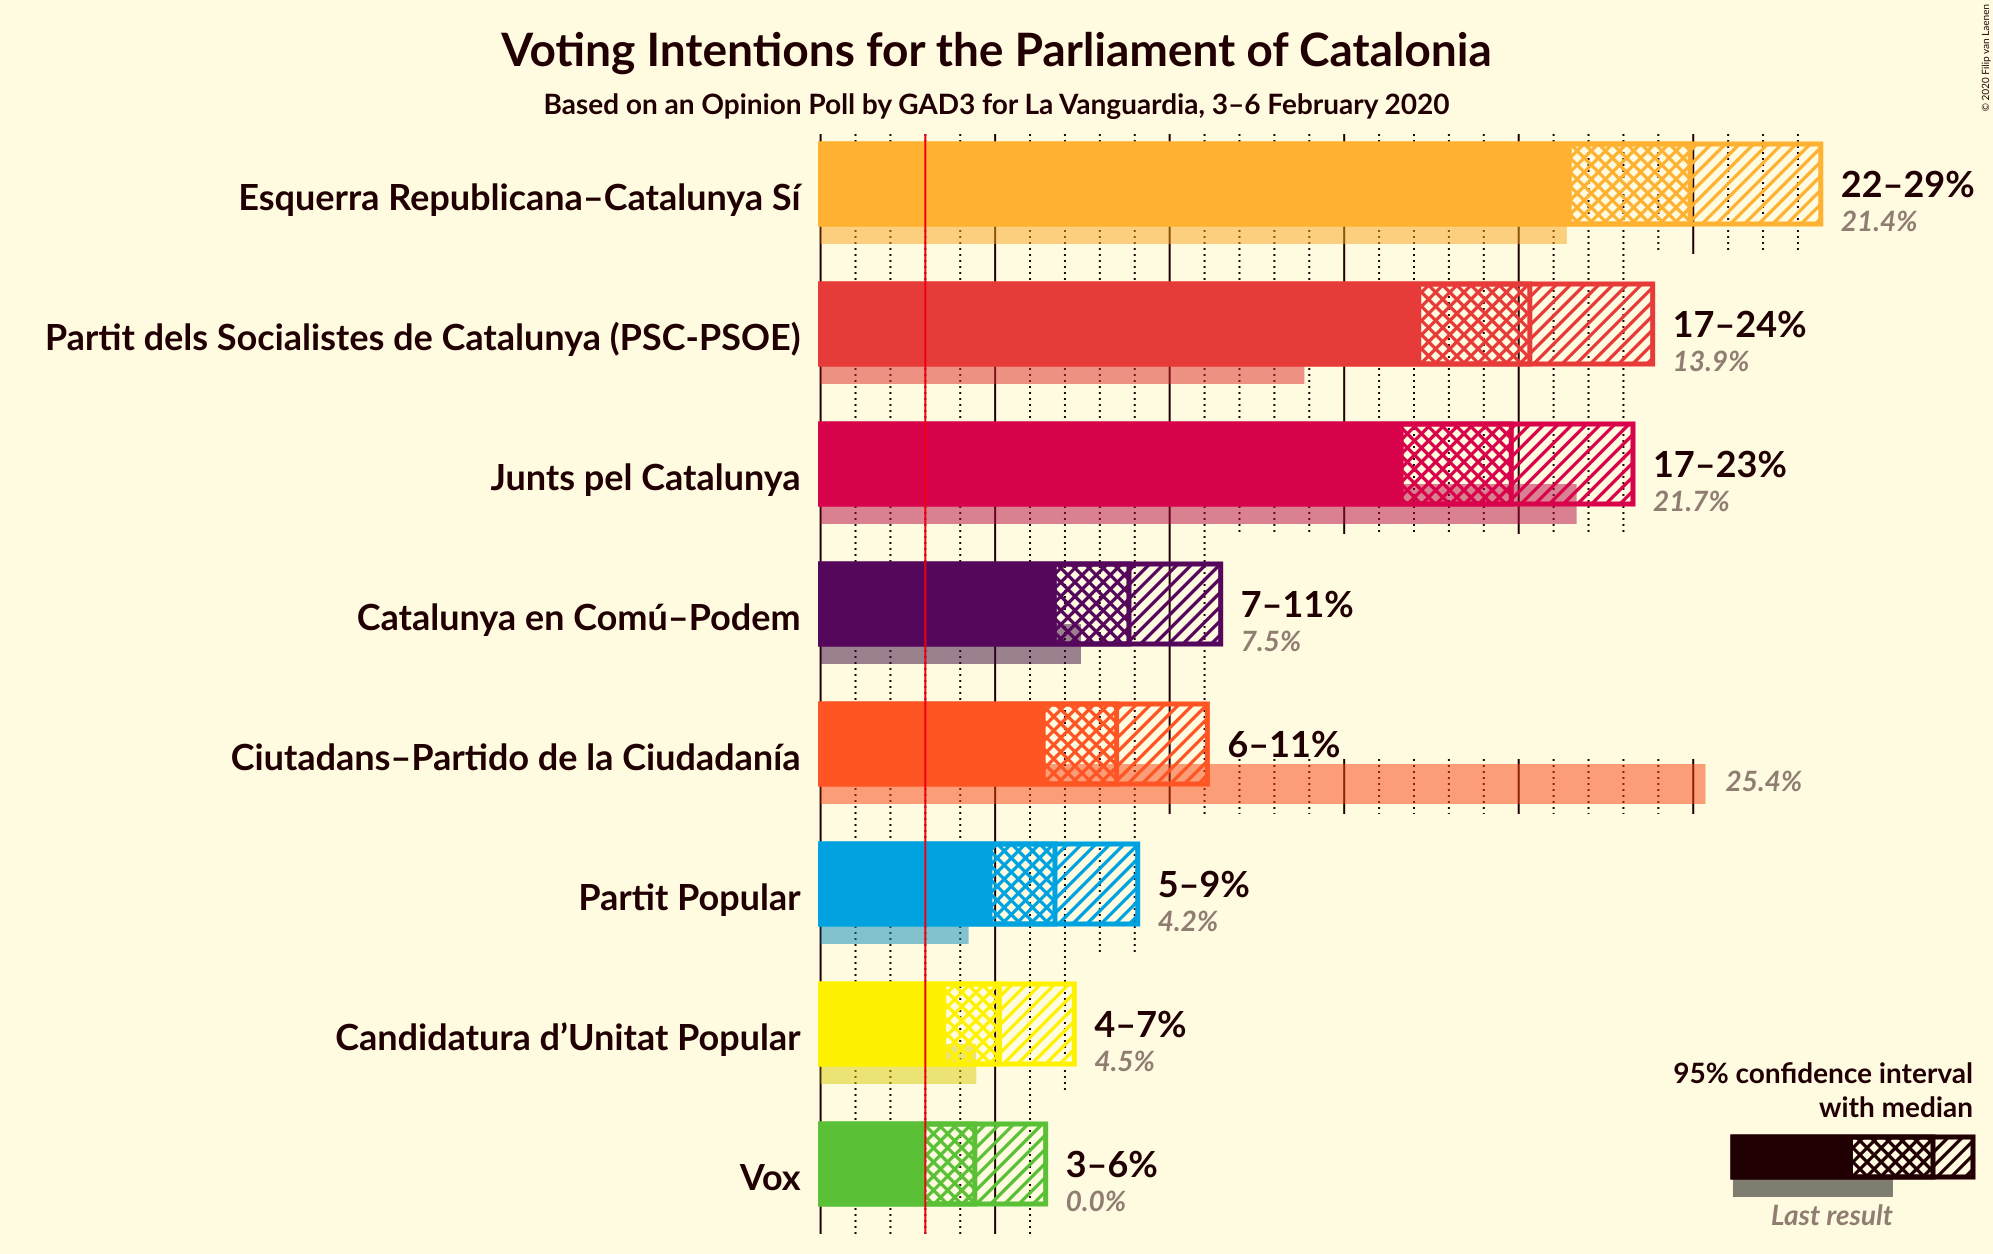 Voting Intentions for the Parliament of Catalonia
Based on an Opinion Poll by GAD3 for La Vanguardia, 3–6 February 2020
© 2020 Filip van Laenen
Esquerra Republicana–Catalunya Sí
22–29%
21.4%
Partit dels Socialistes de Catalunya (PSC-PSOE)
17–24%
13.9%
Junts pel Catalunya
17–23%
21.7%
Catalunya en Comú–Podem
7–11%
7.5%
Ciutadans–Partido de la Ciudadanía
6–11%
25.4%
Partit Popular
5–9%
4.2%
Candidatura d’Unitat Popular
4–7%
4.5%
Vox
3–6%
0.0%
95% confidence interval
with median
Last result